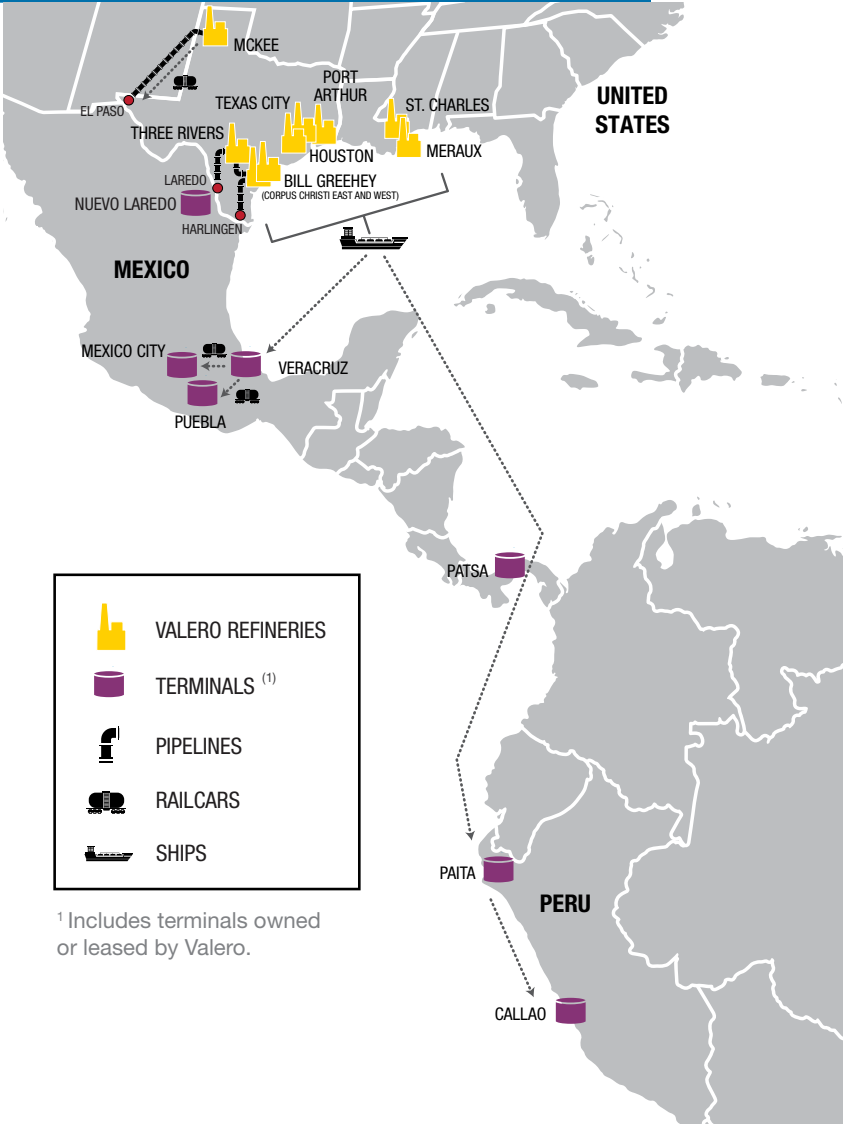 MCKEE
EL PASO
PORT
ARTHUR
TEXAS CITY
ST. CHARLES
UNITED
STATES
THREE RIVERS
HOUSTON
MERAUX
LAREDO
BILL GREEHEY
(CORPUS CHRISTI EAST AND WEST)
NUEVO LAREDO
HARLINGEN
MEXICO
MEXICO CITY
VERACRUZ
PUEBLA
PATSA
VALERO REFINERIES
TERMINALS (1)
PIPELINES
RAILCARS
SHIPS
PAITA
PERU
1 Includes terminals owned
or leased by Valero.
CALLAO